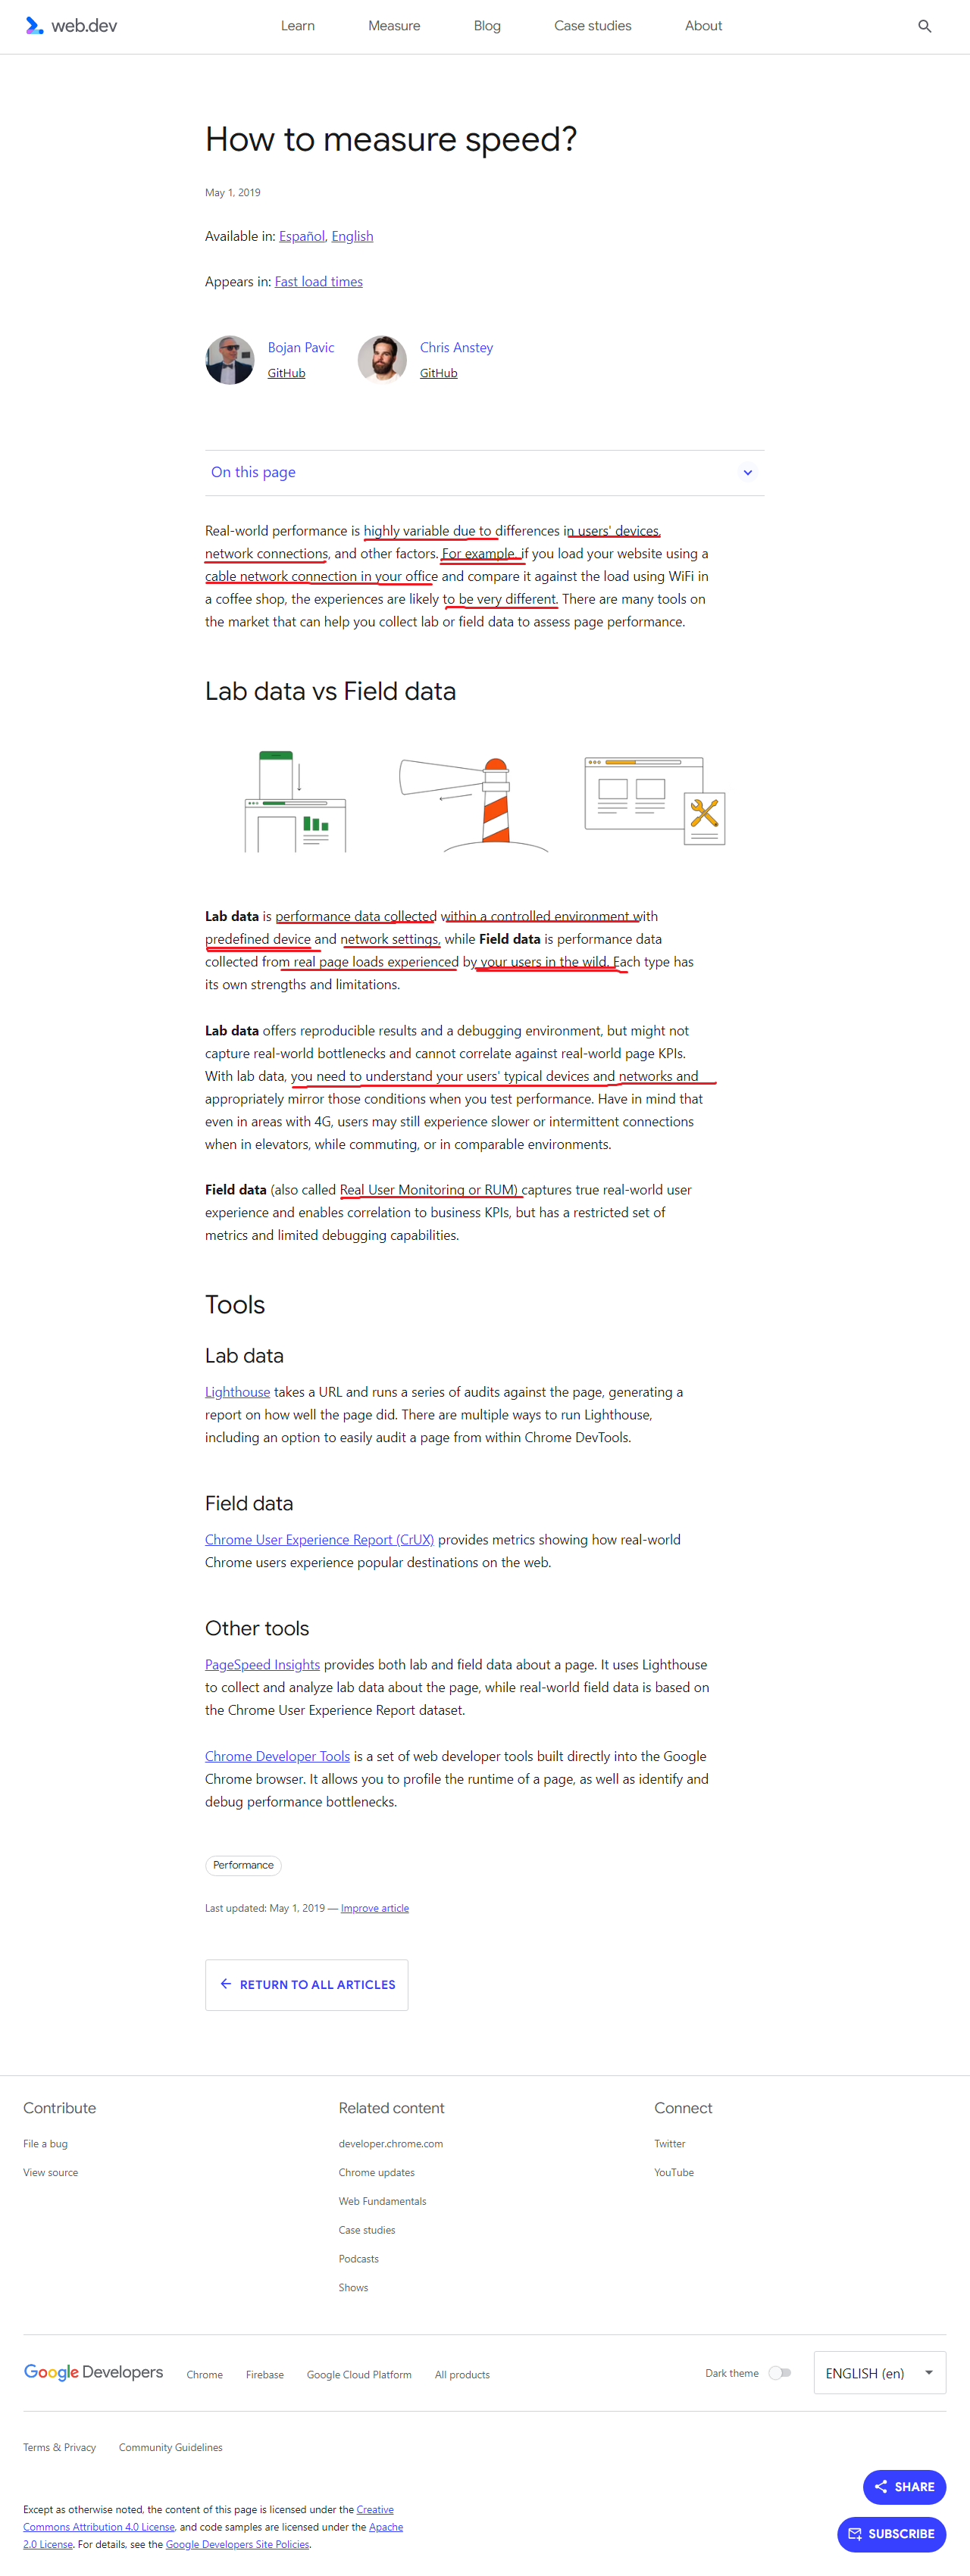 web.dev
Learn Measure Blog Case studies About
How to measure speed?
May 1, 2019
Available in: Español, English
Appears in: Fast load times
Bojan Pavic
GitHub
Chris Anstey
GitHub
On this page
Real-world performance is highly variable due to differences in users' devices,
network connections, and other factors. For example, if you load your website using a
cable network connection in your office and compare it against the load using WiFi in
a coffee shop, the experiences are likely to be very different. There are many tools on
the market that can help you collect lab or field data to assess page performance.
Lab data vs Field data
Lab data is performance data collected within a controlled environment with
predefined device and network settings, while Field data is performance data
collected from real page loads experienced by your users in the wild. Each type has
its own strengths and limitations.
Lab data offers reproducible results and a debugging environment, but might not
capture real-world bottlenecks and cannot correlate against real-world page KPIs.
With lab data, you need to understand your users' typical devices and networks and
appropriately mirror those conditions when you test performance. Have in mind that
even in areas with 4G, users may still experience slower or intermittent connections
when in elevators, while commuting, or in comparable environments.
Field data (also called Real User Monitoring or RUM) captures true real-world user
experience and enables correlation to business KPIs, but has a restricted set of
metrics and limited debugging capabilities.
Tools
Lab data
Lighthouse takes a URL and runs a series of audits against the page, generating a
report on how well the page did. There are multiple ways to run Lighthouse,
including an option to easily audit a page from within Chrome DevTools.
Field data
Chrome User Experience Report (CrUX) provides metrics showing how real-world
Chrome users experience popular destinations on the web.
Other tools
PageSpeed Insights provides both lab and field data about a page. It uses Lighthouse
to collect and analyze lab data about the page, while real-world field data is based on
the Chrome User Experience Report dataset.
Chrome Developer Tools is a set of web developer tools built directly into the Google
Chrome browser. It allows you to profile the runtime of a page, as well as identify and
debug performance bottlenecks.
Performance
Last updated: May 1, 2019 — Improve article
RETURN TO ALL ARTICLES
Contribute
File a bug
View source
Related content
developer.chrome.com
Chrome updates
Web Fundamentals
Case studies
Podcasts
Shows
Connect
Twitter
YouTube
Google Developers Chrome Firebase Google Cloud Platform All products Dark theme ENGLISH (en)
Terms & Privacy Community Guidelines
SHARE
SUBSCRIBE
Except as otherwise noted, the content of this page is licensed under the Creative
Commons Attribution 4.0 License, and code samples are licensed under the Apache
2.0 License. For details, see the Google Developers Site Policies.